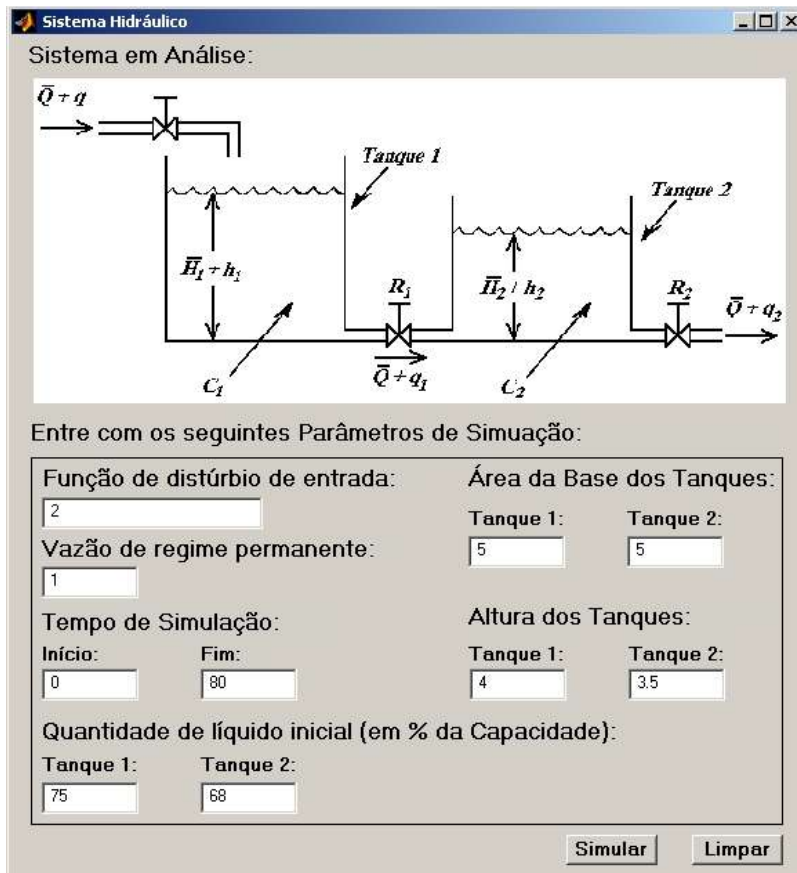 Sistema Hidráulico
Sistema em Análise:
Q̅ + q
Tanque 1
Tanque 2
H̅₁ + h₁
R₁
H̅₂ / h₂
R₂
Q̅ + q₂
C₁
Q̅ + q₁
C₂
Entre com os seguintes Parâmetros de Simuação:
Função de distúrbio de entrada:
2
Vazão de regime permanente:
1
Área da Base dos Tanques:
Tanque 1: Tanque 2:
5 5
Tempo de Simulação:
Início: Fim:
0 80
Altura dos Tanques:
Tanque 1: Tanque 2:
4 3.5
Quantidade de líquido inicial (em % da Capacidade):
Tanque 1: Tanque 2:
75 68
Simular Limpar